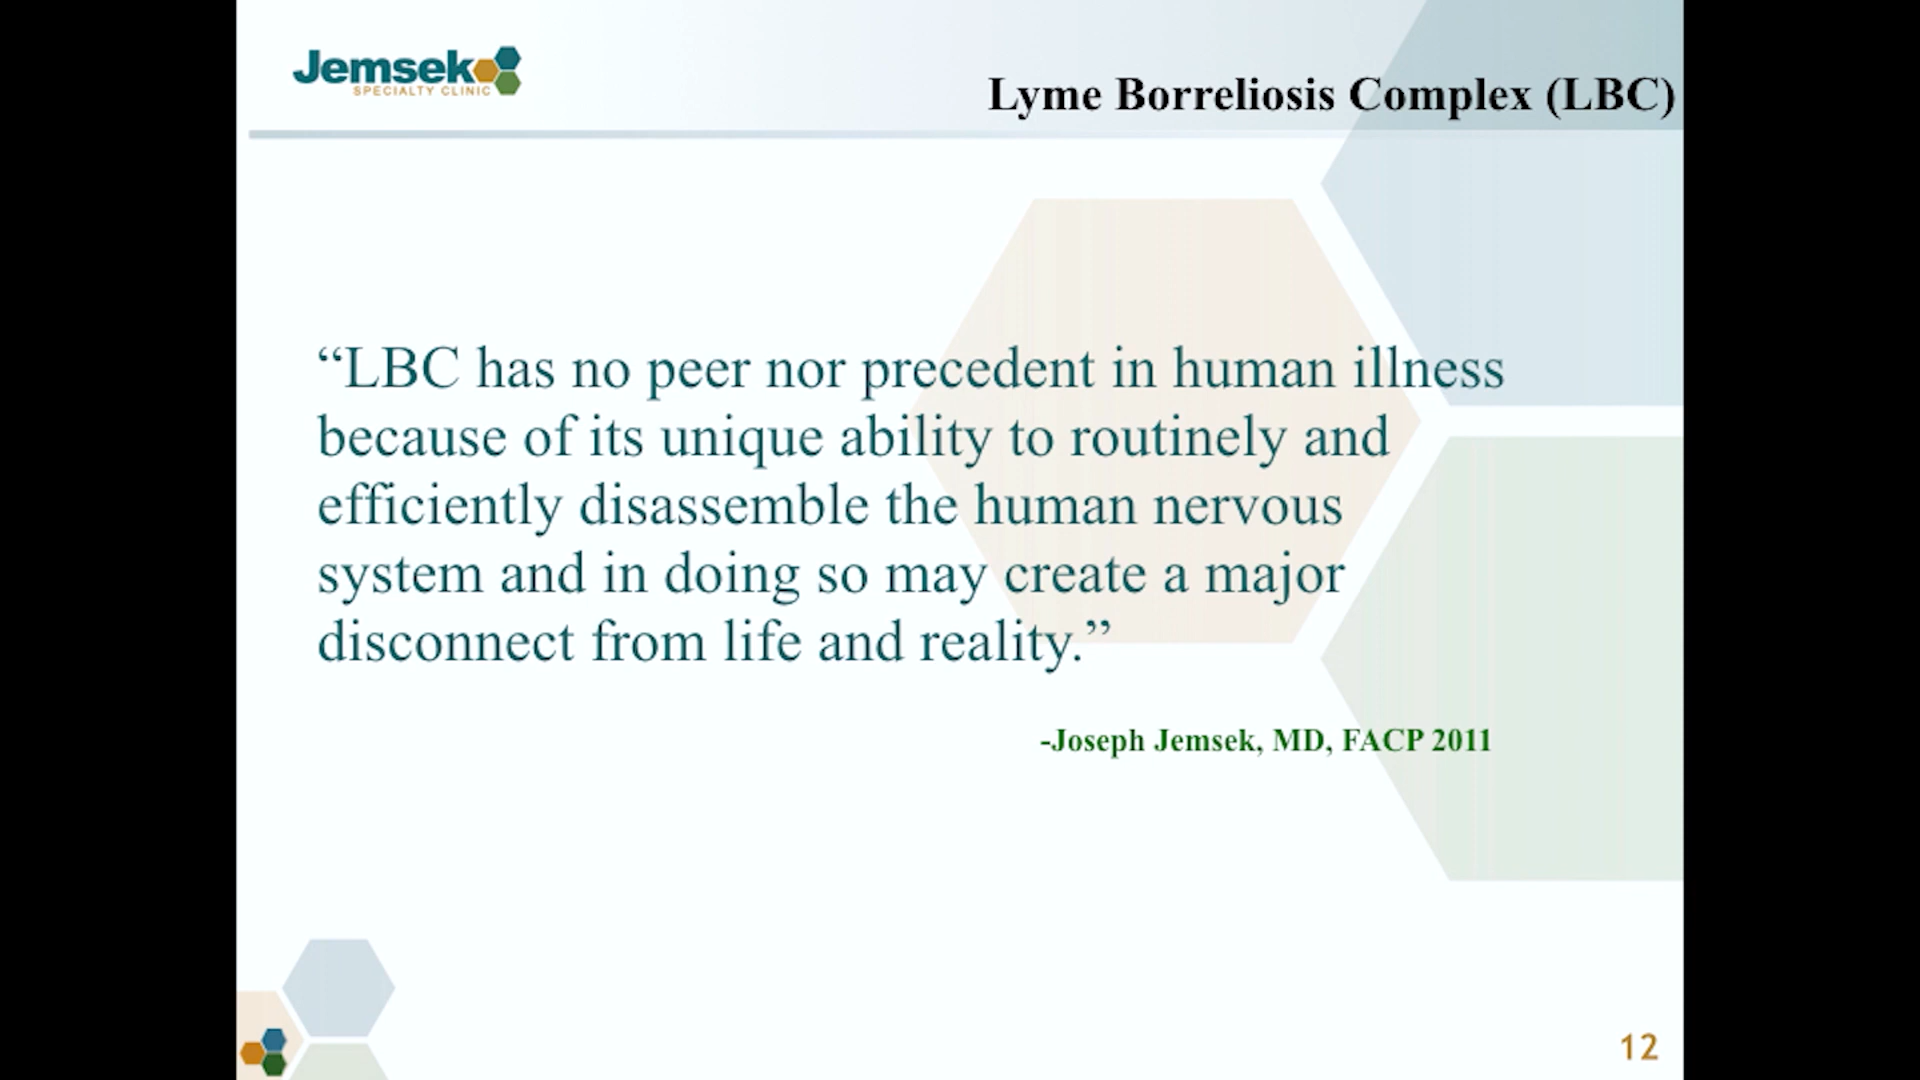 Jemsek
SPECIALTY CLINIC
Lyme Borreliosis Complex (LBC)
“LBC has no peer nor precedent in human illness
because of its unique ability to routinely and
efficiently disassemble the human nervous
system and in doing so may create a major
disconnect from life and reality.”
-Joseph Jemsek, MD, FACP 2011
12